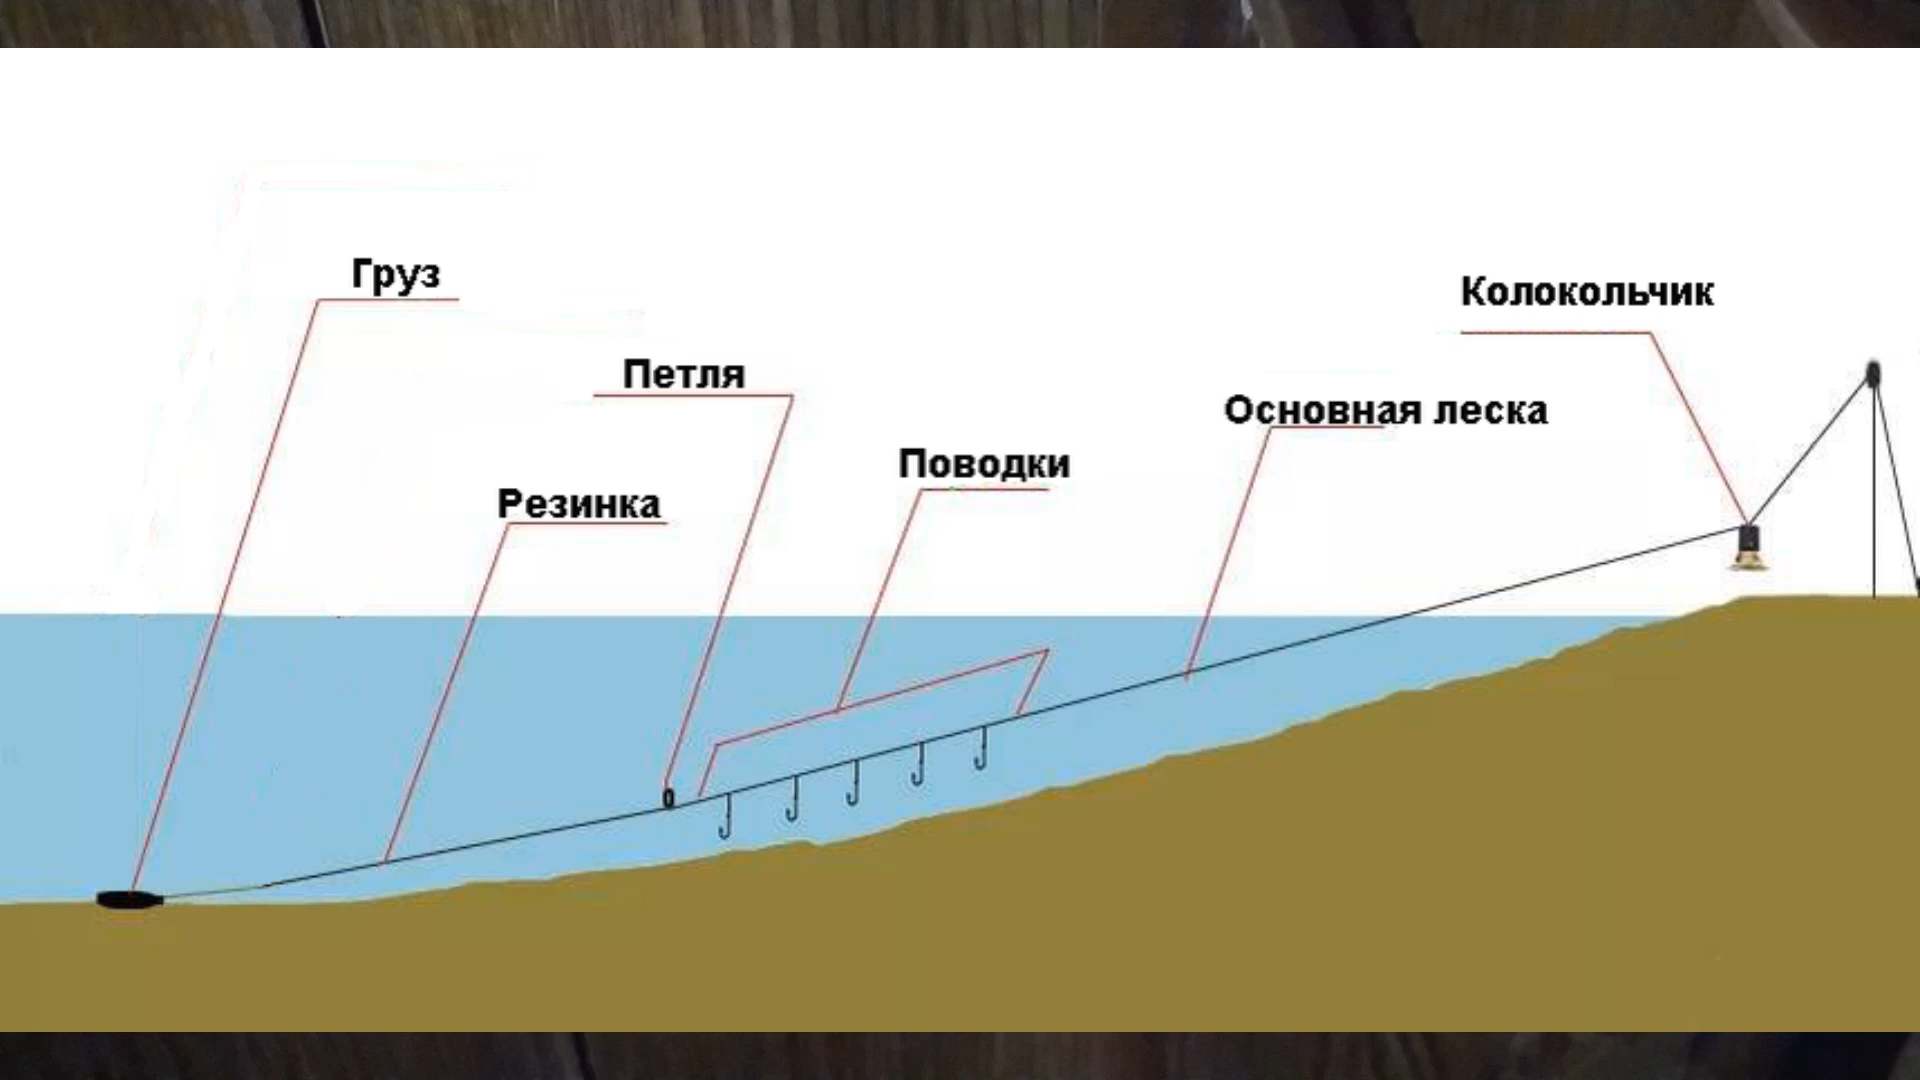 Груз
Колокольчик
Петля
Основная леска
Поводки
Резинка